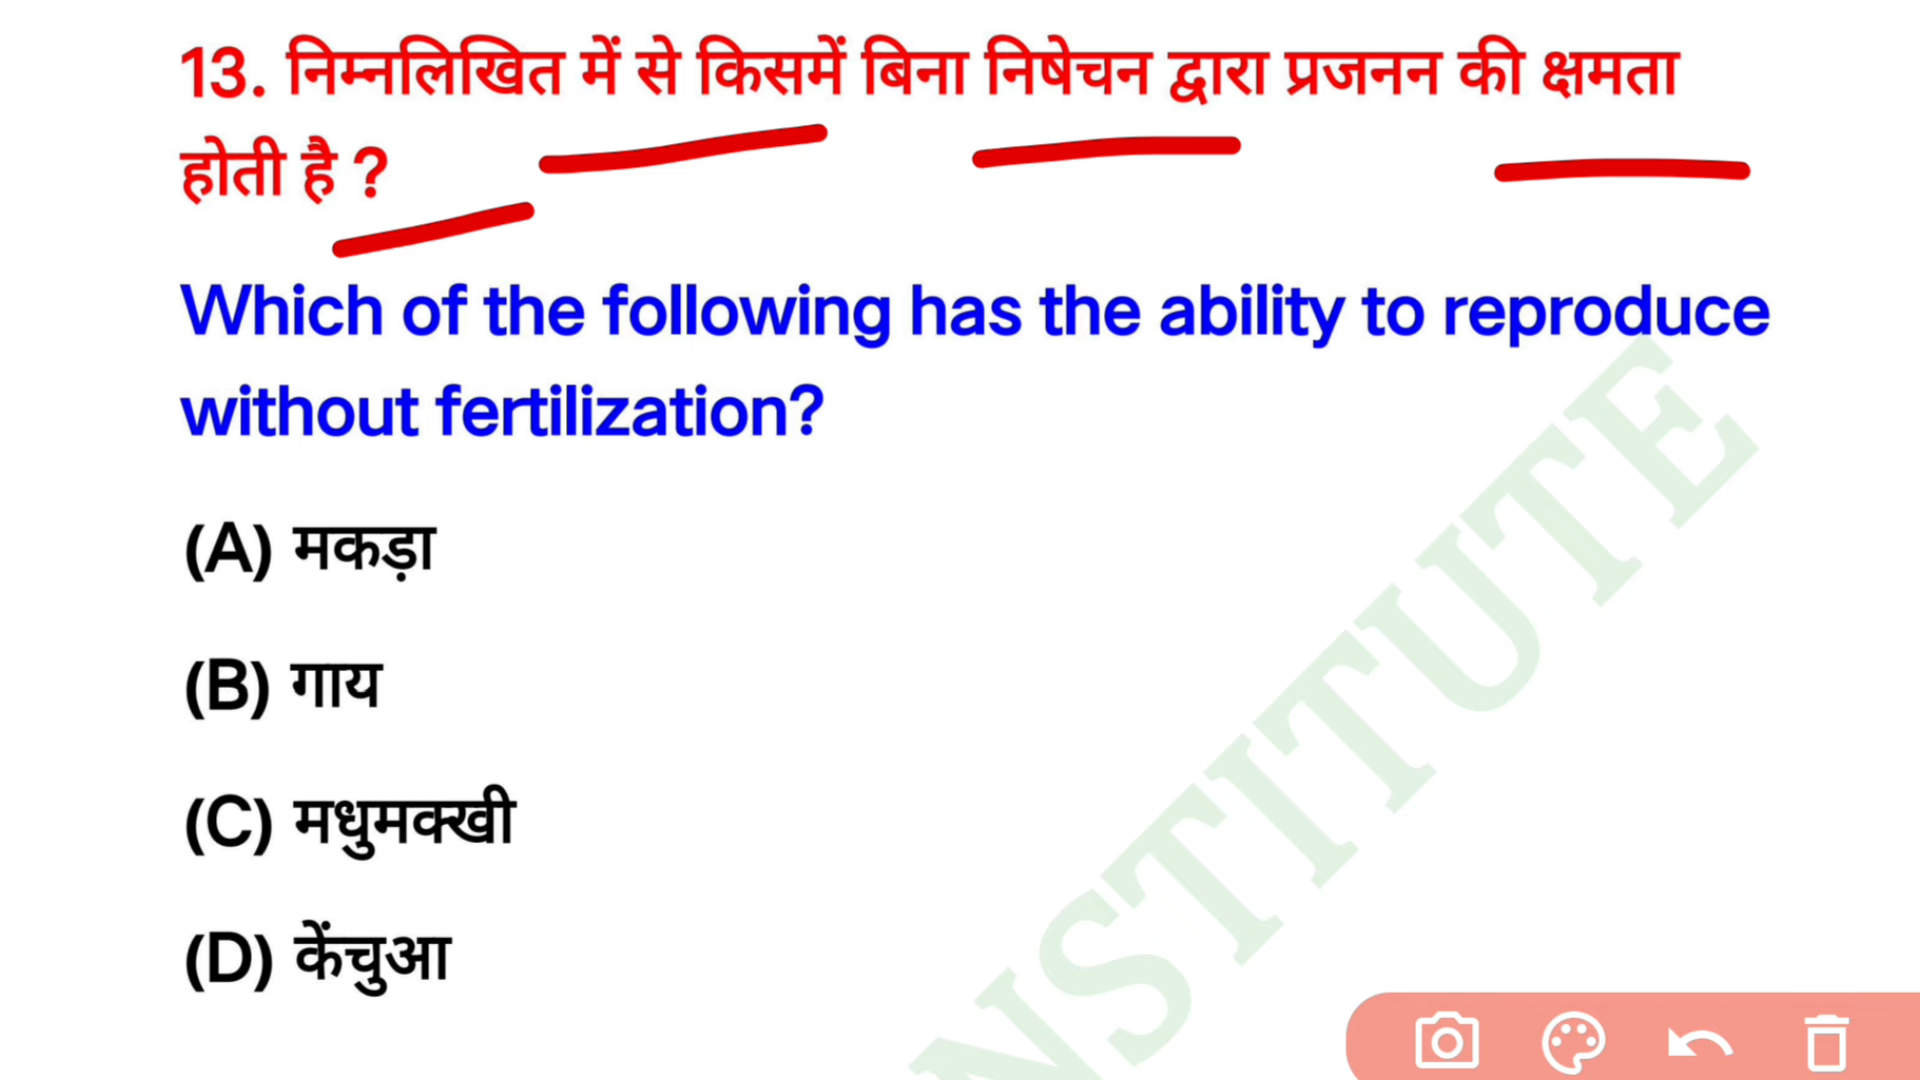 13. निम्नलिखित में से किसमें बिना निषेचन द्वारा प्रजनन की क्षमता
होती है ?
Which of the following has the ability to reproduce
without fertilization?
(A) मकड़ा
(B) गाय
(C) मधुमक्खी
(D) केंचुआ
NSTITUTE